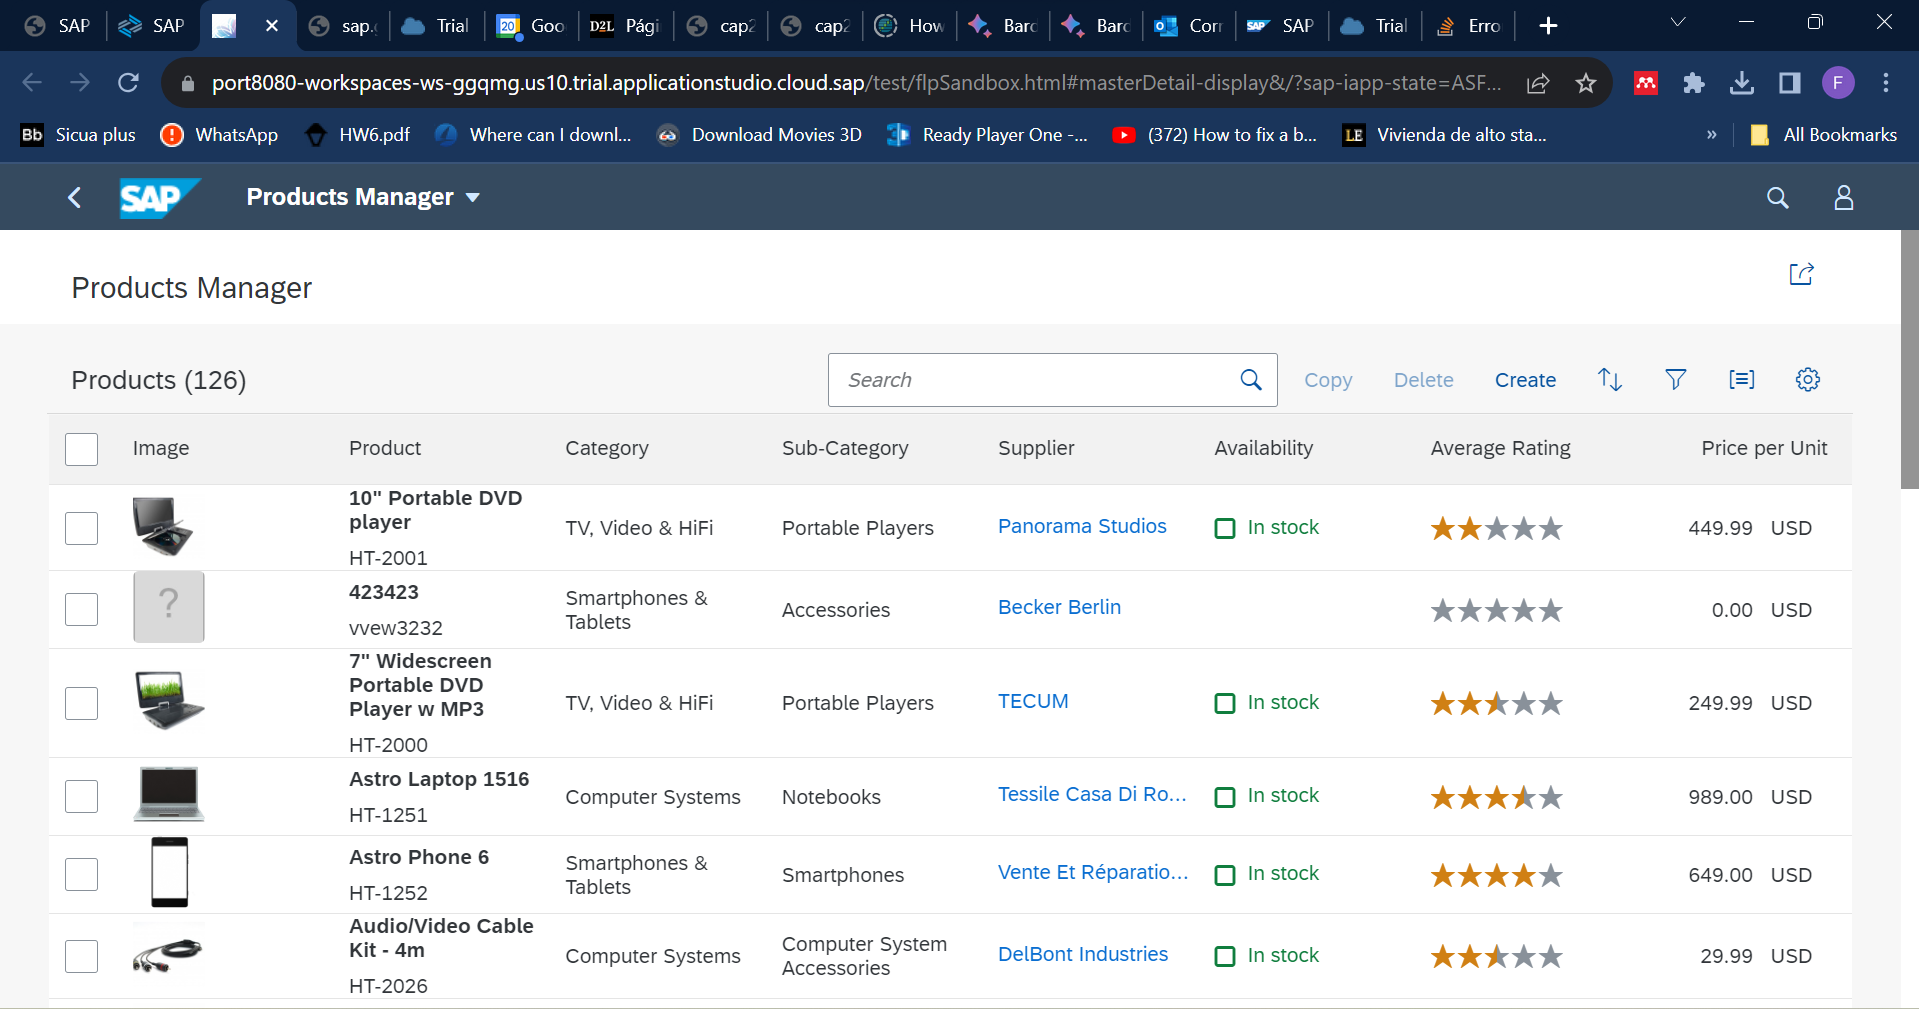 SAP
SAP
sap.
Trial
20
Goo
D2L
Pági
cap2
cap2
How
Bard
Bard
Corr
SAP
SAP
Trial
Erro
port8080-workspaces-ws-ggqmg.us10.trial.applicationstudio.cloud.sap/test/flpSandbox.html#masterDetail-display&/?sap-iapp-state=ASF...
F
Bb Sicua plus
WhatsApp
HW6.pdf
Where can I downl...
Download Movies 3D
Ready Player One -...
(372) How to fix a b...
LE Vivienda de alto sta...
»
All Bookmarks
SAP
Products Manager
Products Manager
Products (126)
Search
Copy
Delete
Create
Image
Product
Category
Sub-Category
Supplier
Availability
Average Rating
Price per Unit
10" Portable DVD
player
HT-2001
TV, Video & HiFi
Portable Players
Panorama Studios
In stock
449.99 USD
?
423423
vvew3232
Smartphones &
Tablets
Accessories
Becker Berlin
0.00 USD
7" Widescreen
Portable DVD
Player w MP3
HT-2000
TV, Video & HiFi
Portable Players
TECUM
In stock
249.99 USD
Astro Laptop 1516
HT-1251
Computer Systems
Notebooks
Tessile Casa Di Ro...
In stock
989.00 USD
Astro Phone 6
HT-1252
Smartphones &
Tablets
Smartphones
Vente Et Réparatio...
In stock
649.00 USD
Audio/Video Cable
Kit - 4m
HT-2026
Computer Systems
Computer System
Accessories
DelBont Industries
In stock
29.99 USD